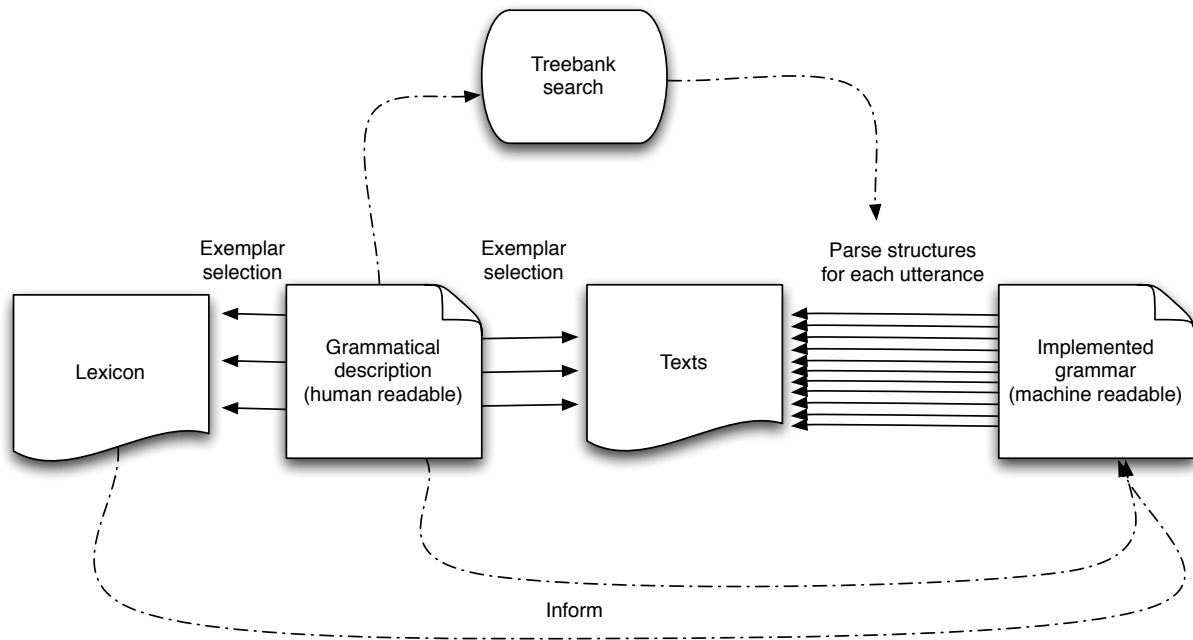 Treebank
search
Exemplar
selection
Exemplar
selection
Parse structures
for each utterance
Lexicon
Grammatical
description
(human readable)
Texts
Implemented
grammar
(machine readable)
Inform